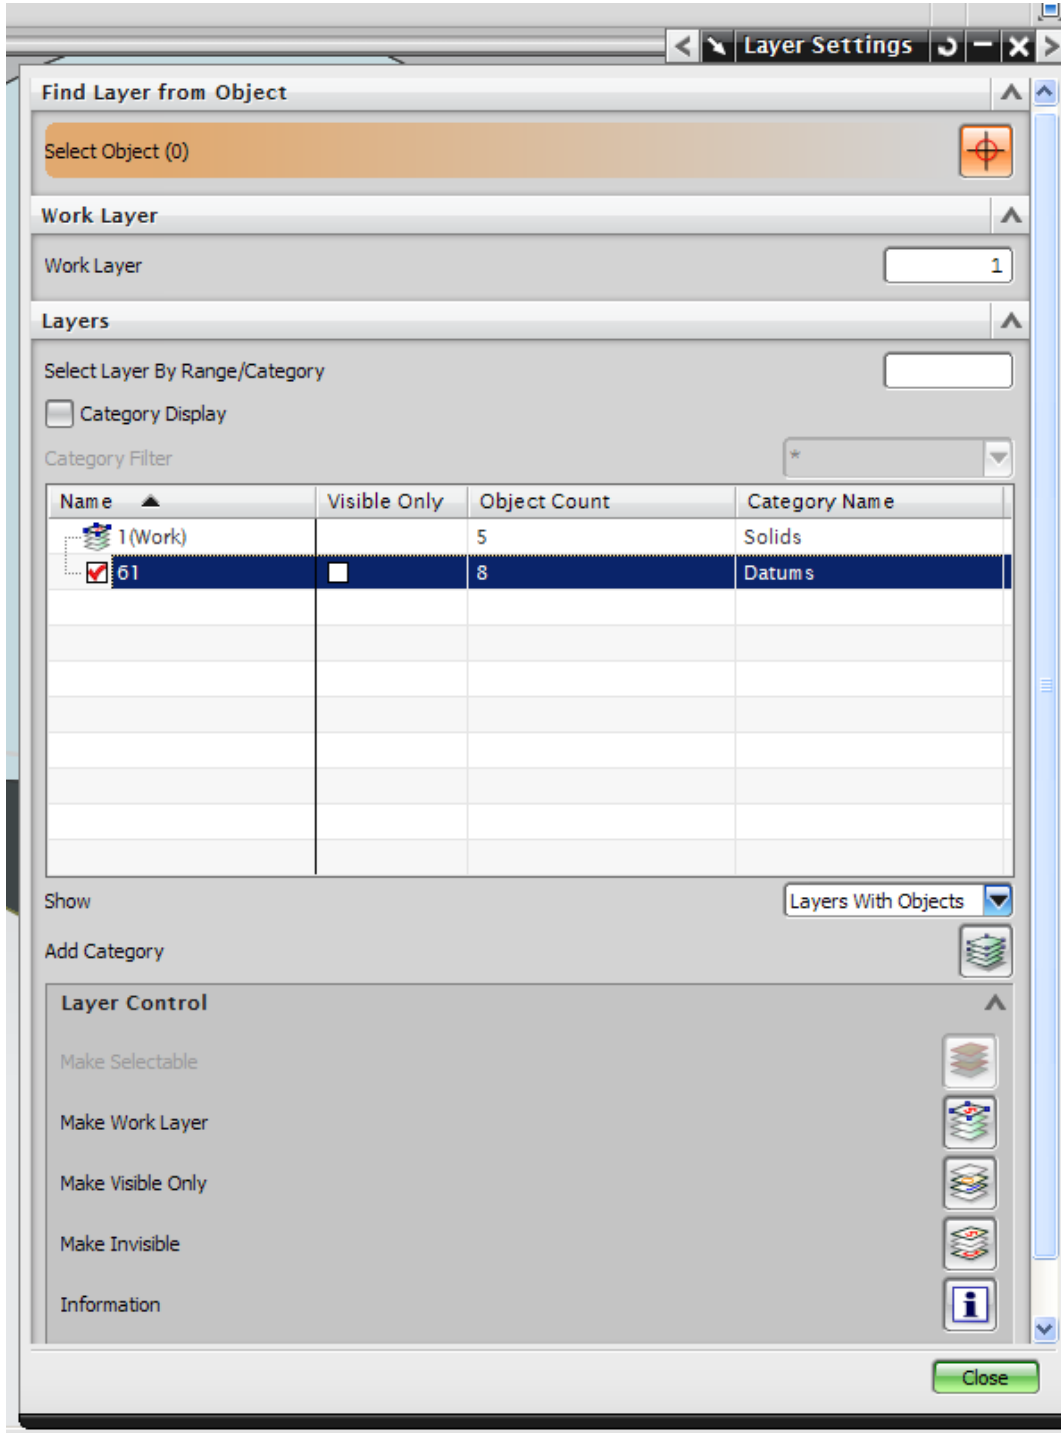 Layer Settings
Find Layer from Object
Select Object (0)
Work Layer
Work Layer 1
Layers
Select Layer By Range/Category
Category Display
Category Filter *
Name Visible Only Object Count Category Name
1(Work) 5 Solids
61 8 Datums
Show Layers With Objects
Add Category
Layer Control
Make Selectable
Make Work Layer
Make Visible Only
Make Invisible
Information
Close